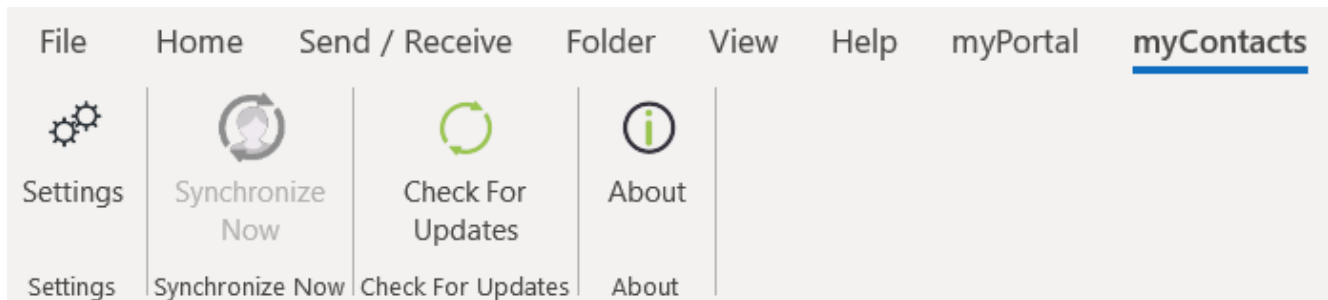 File Home Send / Receive Folder View Help myPortal myContacts
Settings Synchronize Check For About
Now Updates
Settings Synchronize Now Check For Updates About